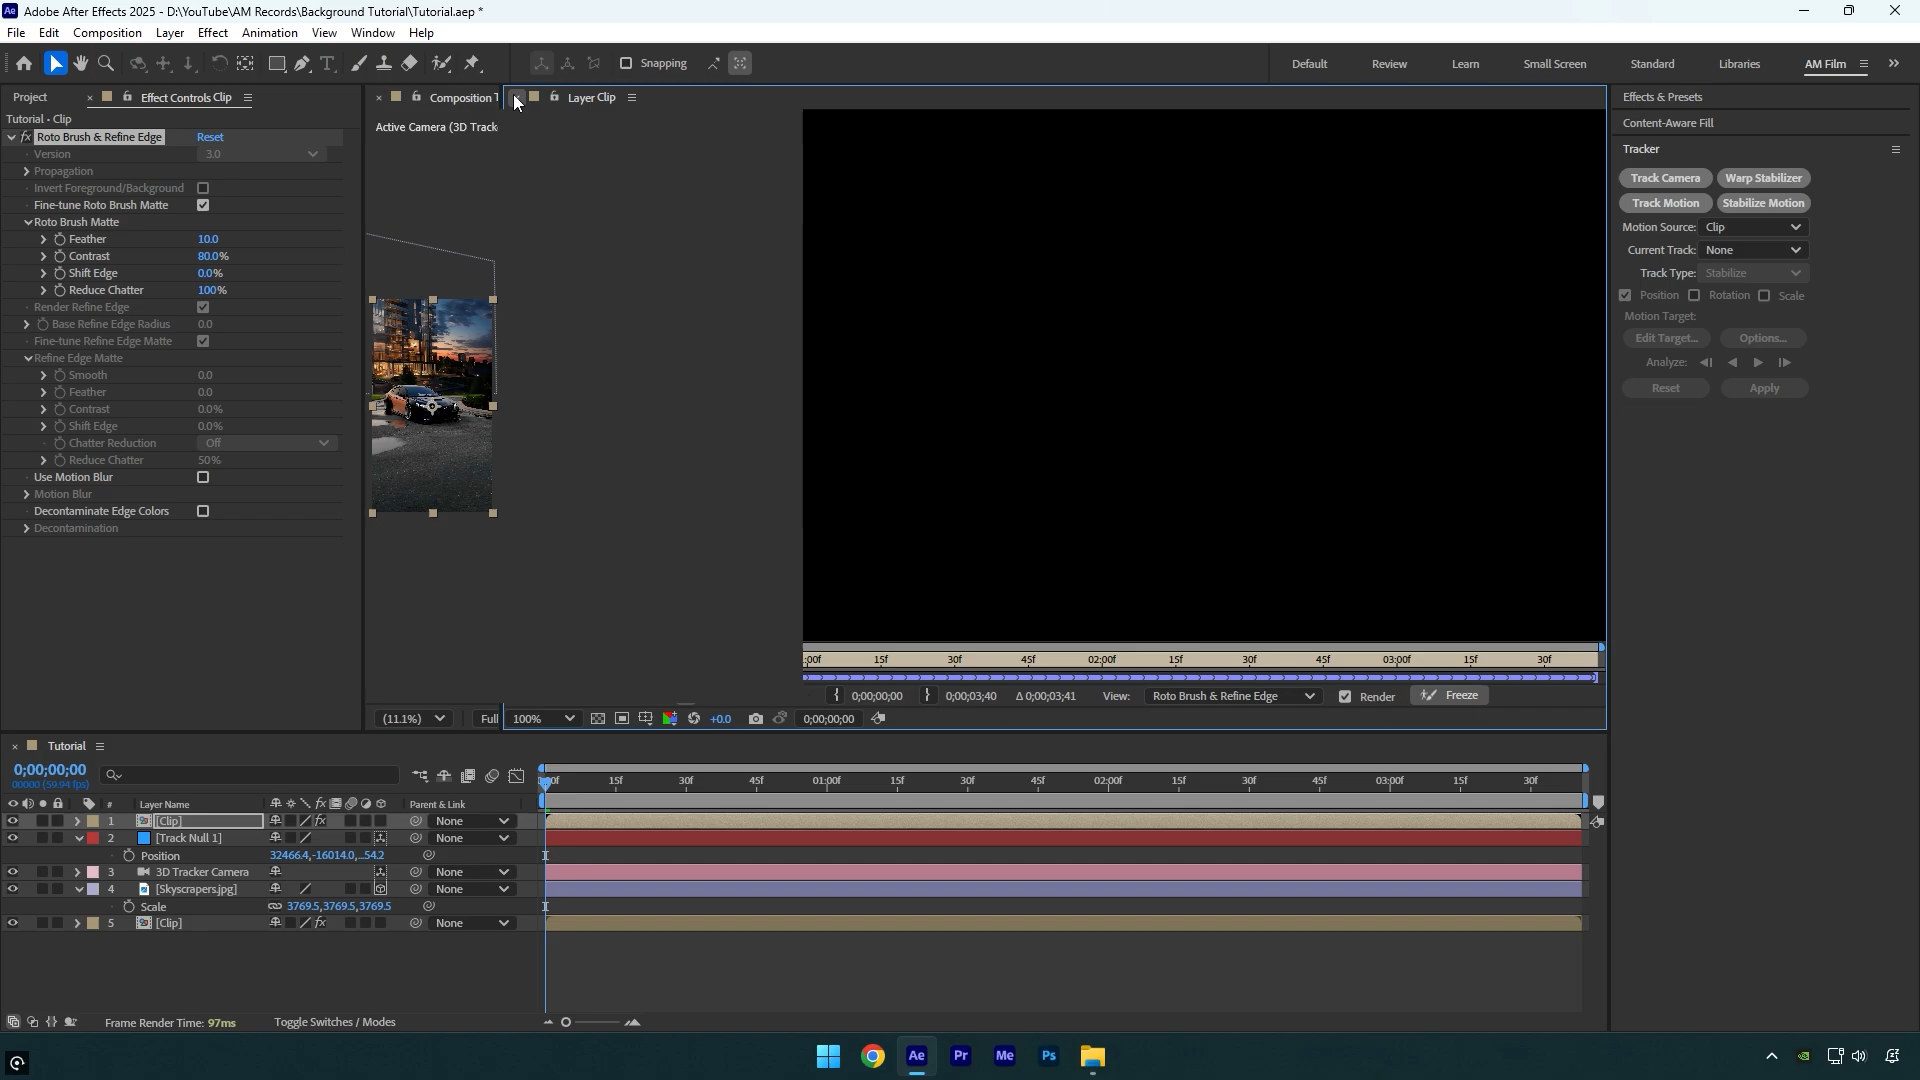 Ae Adobe After Effects 2025 - D:\YouTube\AM Records\Background Tutorial\Tutorial.aep *
File Edit Composition Layer Effect Animation View Window Help
Snapping Default Review Learn Small Screen Standard Libraries AM Film
Project Effect Controls Clip
Tutorial - Clip
fx Roto Brush & Refine Edge Reset
Version 3.0
Propagation
Invert Foreground/Background
Fine-tune Roto Brush Matte
Roto Brush Matte
Feather 10.0
Contrast 80.0%
Shift Edge 0.0%
Reduce Chatter 100%
Render Refine Edge
Base Refine Edge Radius 0.0
Fine-tune Refine Edge Matte
Refine Edge Matte
Smooth 0.0
Feather 0.0
Contrast 0.0%
Shift Edge 0.0%
Chatter Reduction Off
Reduce Chatter 50%
Use Motion Blur
Motion Blur
Decontaminate Edge Colors
Decontamination
Composition T
Active Camera (3D Track
(11.1%) Full
Layer Clip
:00f 15f 30f 45f 02:00f 15f 30f 45f 03:00f 15f 30f
0;00;00;00 0;00;03;40 Δ 0;00;03;41 View: Roto Brush & Refine Edge Render Freeze
100% +0.0 0;00;00;00
Effects & Presets
Content-Aware Fill
Tracker
Track Camera Warp Stabilizer
Track Motion Stabilize Motion
Motion Source: Clip
Current Track: None
Track Type: Stabilize
Position Rotation Scale
Motion Target:
Edit Target... Options...
Analyze:
Reset Apply
Tutorial
0;00;00;00
00000 (59.94 fps)
:00f 15f 30f 45f 01:00f 15f 30f 45f 02:00f 15f 30f 45f 03:00f 15f 30f
# Layer Name fx Parent & Link
1 [Clip] fx None
2 [Track Null 1] None
Position 32466.4,-16014.0,...54.2
3 3D Tracker Camera None
4 [Skyscrapers.jpg] None
Scale 3769.5,3769.5,3769.5
5 [Clip] fx None
Frame Render Time: 97ms Toggle Switches / Modes
Ae Pr Me Ps